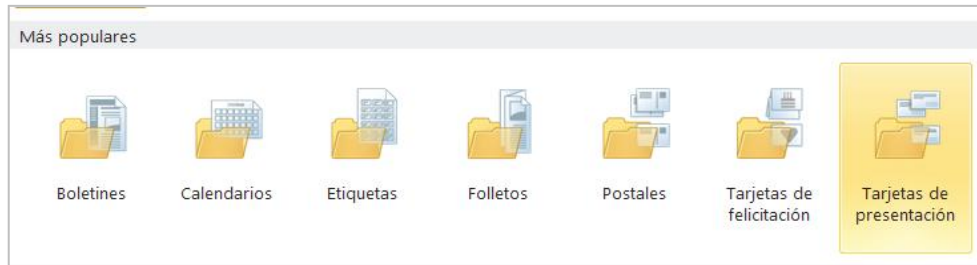 Más populares
Boletines
Calendarios
Etiquetas
Folletos
Postales
Tarjetas de
felicitación
Tarjetas de
presentación